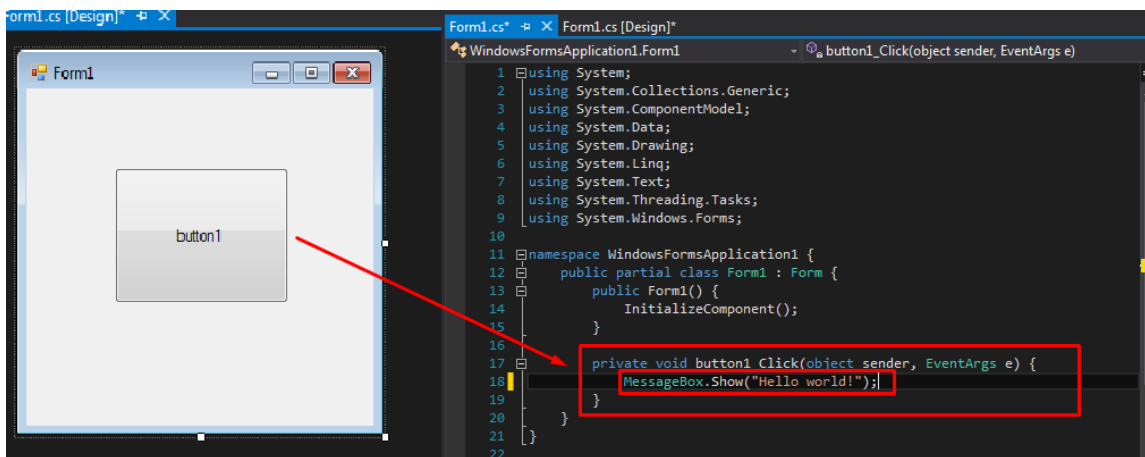 Form1.cs [Design]*
Form1
button1
Form1.cs* Form1.cs [Design]*
WindowsFormsApplication1.Form1 button1_Click(object sender, EventArgs e)
1 using System;
2 using System.Collections.Generic;
3 using System.ComponentModel;
4 using System.Data;
5 using System.Drawing;
6 using System.Linq;
7 using System.Text;
8 using System.Threading.Tasks;
9 using System.Windows.Forms;
10
11 namespace WindowsFormsApplication1 {
12 public partial class Form1 : Form {
13 public Form1() {
14 InitializeComponent();
15 }
16
17 private void button1_Click(object sender, EventArgs e) {
18 MessageBox.Show("Hello world!");
19 }
20 }
21 }
22